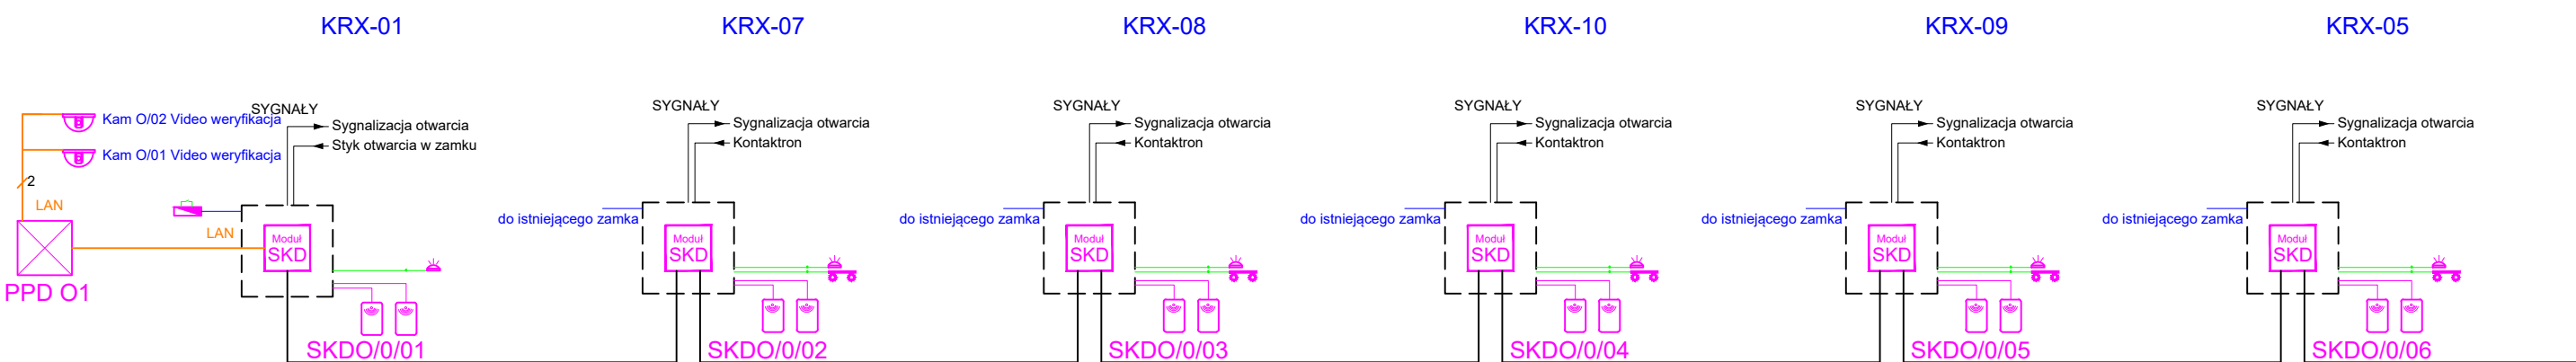 KRX-01
KRX-07
KRX-08
KRX-10
KRX-09
KRX-05
SYGNAŁY
Kam O/02 Video weryfikacja
Sygnalizacja otwarcia
Kam O/01 Video weryfikacja
Styk otwarcia w zamku
2
LAN
LAN
Moduł
SKD
PPD O1
SKDO/0/01
SYGNAŁY
Sygnalizacja otwarcia
Kontaktron
do istniejącego zamka
Moduł
SKD
SKDO/0/02
SYGNAŁY
Sygnalizacja otwarcia
Kontaktron
do istniejącego zamka
Moduł
SKD
SKDO/0/03
SYGNAŁY
Sygnalizacja otwarcia
Kontaktron
do istniejącego zamka
Moduł
SKD
SKDO/0/04
SYGNAŁY
Sygnalizacja otwarcia
Kontaktron
do istniejącego zamka
Moduł
SKD
SKDO/0/05
SYGNAŁY
Sygnalizacja otwarcia
Kontaktron
do istniejącego zamka
Moduł
SKD
SKDO/0/06